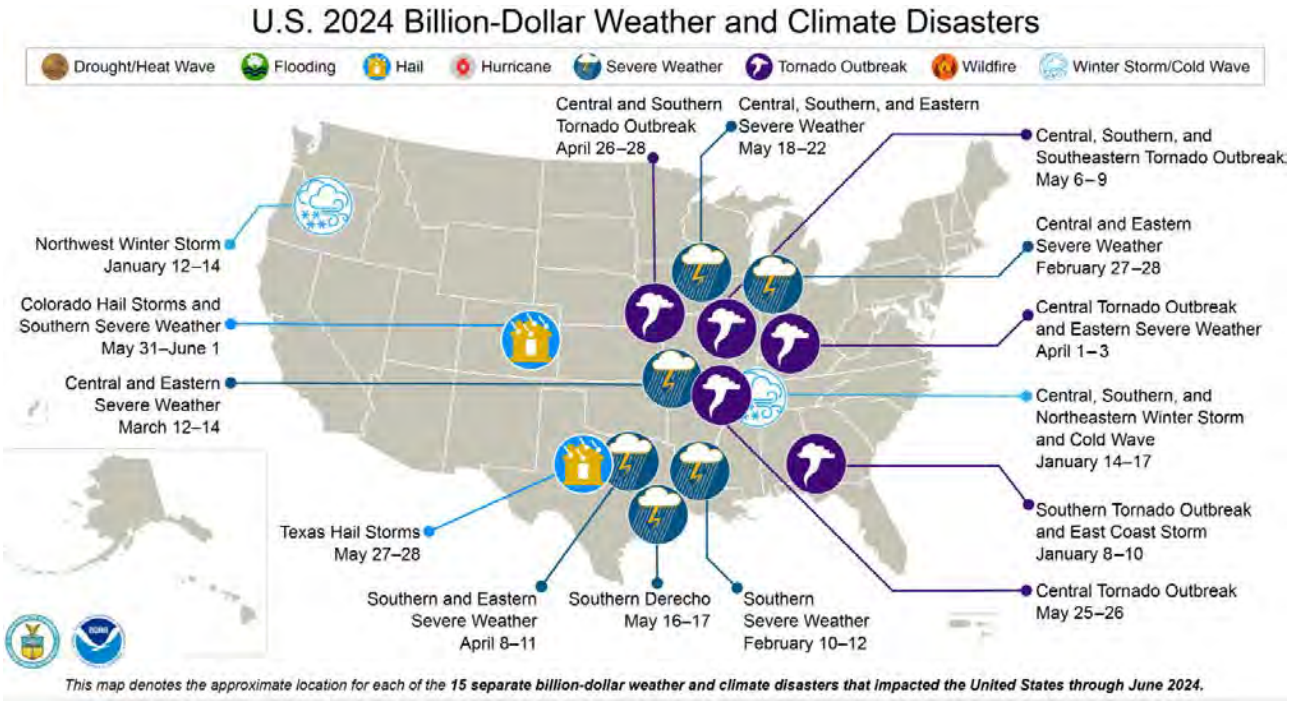 U.S. 2024 Billion-Dollar Weather and Climate Disasters
Drought/Heat Wave
Flooding
Hail
Hurricane
Severe Weather
Tornado Outbreak
Wildfire
Winter Storm/Cold Wave
Central and Southern
Tornado Outbreak
April 26–28
Central, Southern, and Eastern
Severe Weather
May 18–22
Central, Southern, and
Southeastern Tornado Outbreak
May 6–9
Northwest Winter Storm
January 12–14
Central and Eastern
Severe Weather
February 27–28
Colorado Hail Storms and
Southern Severe Weather
May 31–June 1
Central Tornado Outbreak
and Eastern Severe Weather
April 1–3
Central and Eastern
Severe Weather
March 12–14
Central, Southern, and
Northeastern Winter Storm
and Cold Wave
January 14–17
Texas Hail Storms
May 27–28
Southern Tornado Outbreak
and East Coast Storm
January 8–10
Southern and Eastern
Severe Weather
April 8–11
Southern Derecho
May 16–17
Southern
Severe Weather
February 10–12
Central Tornado Outbreak
May 25–26
NOAA
This map denotes the approximate location for each of the 15 separate billion-dollar weather and climate disasters that impacted the United States through June 2024.